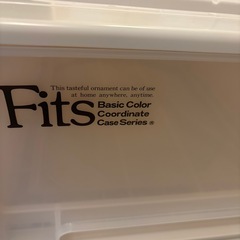 This tasteful ornament can be of use
at home anywhere, anytime.
Fits
Basic Color
Coordinate
Case Series ®